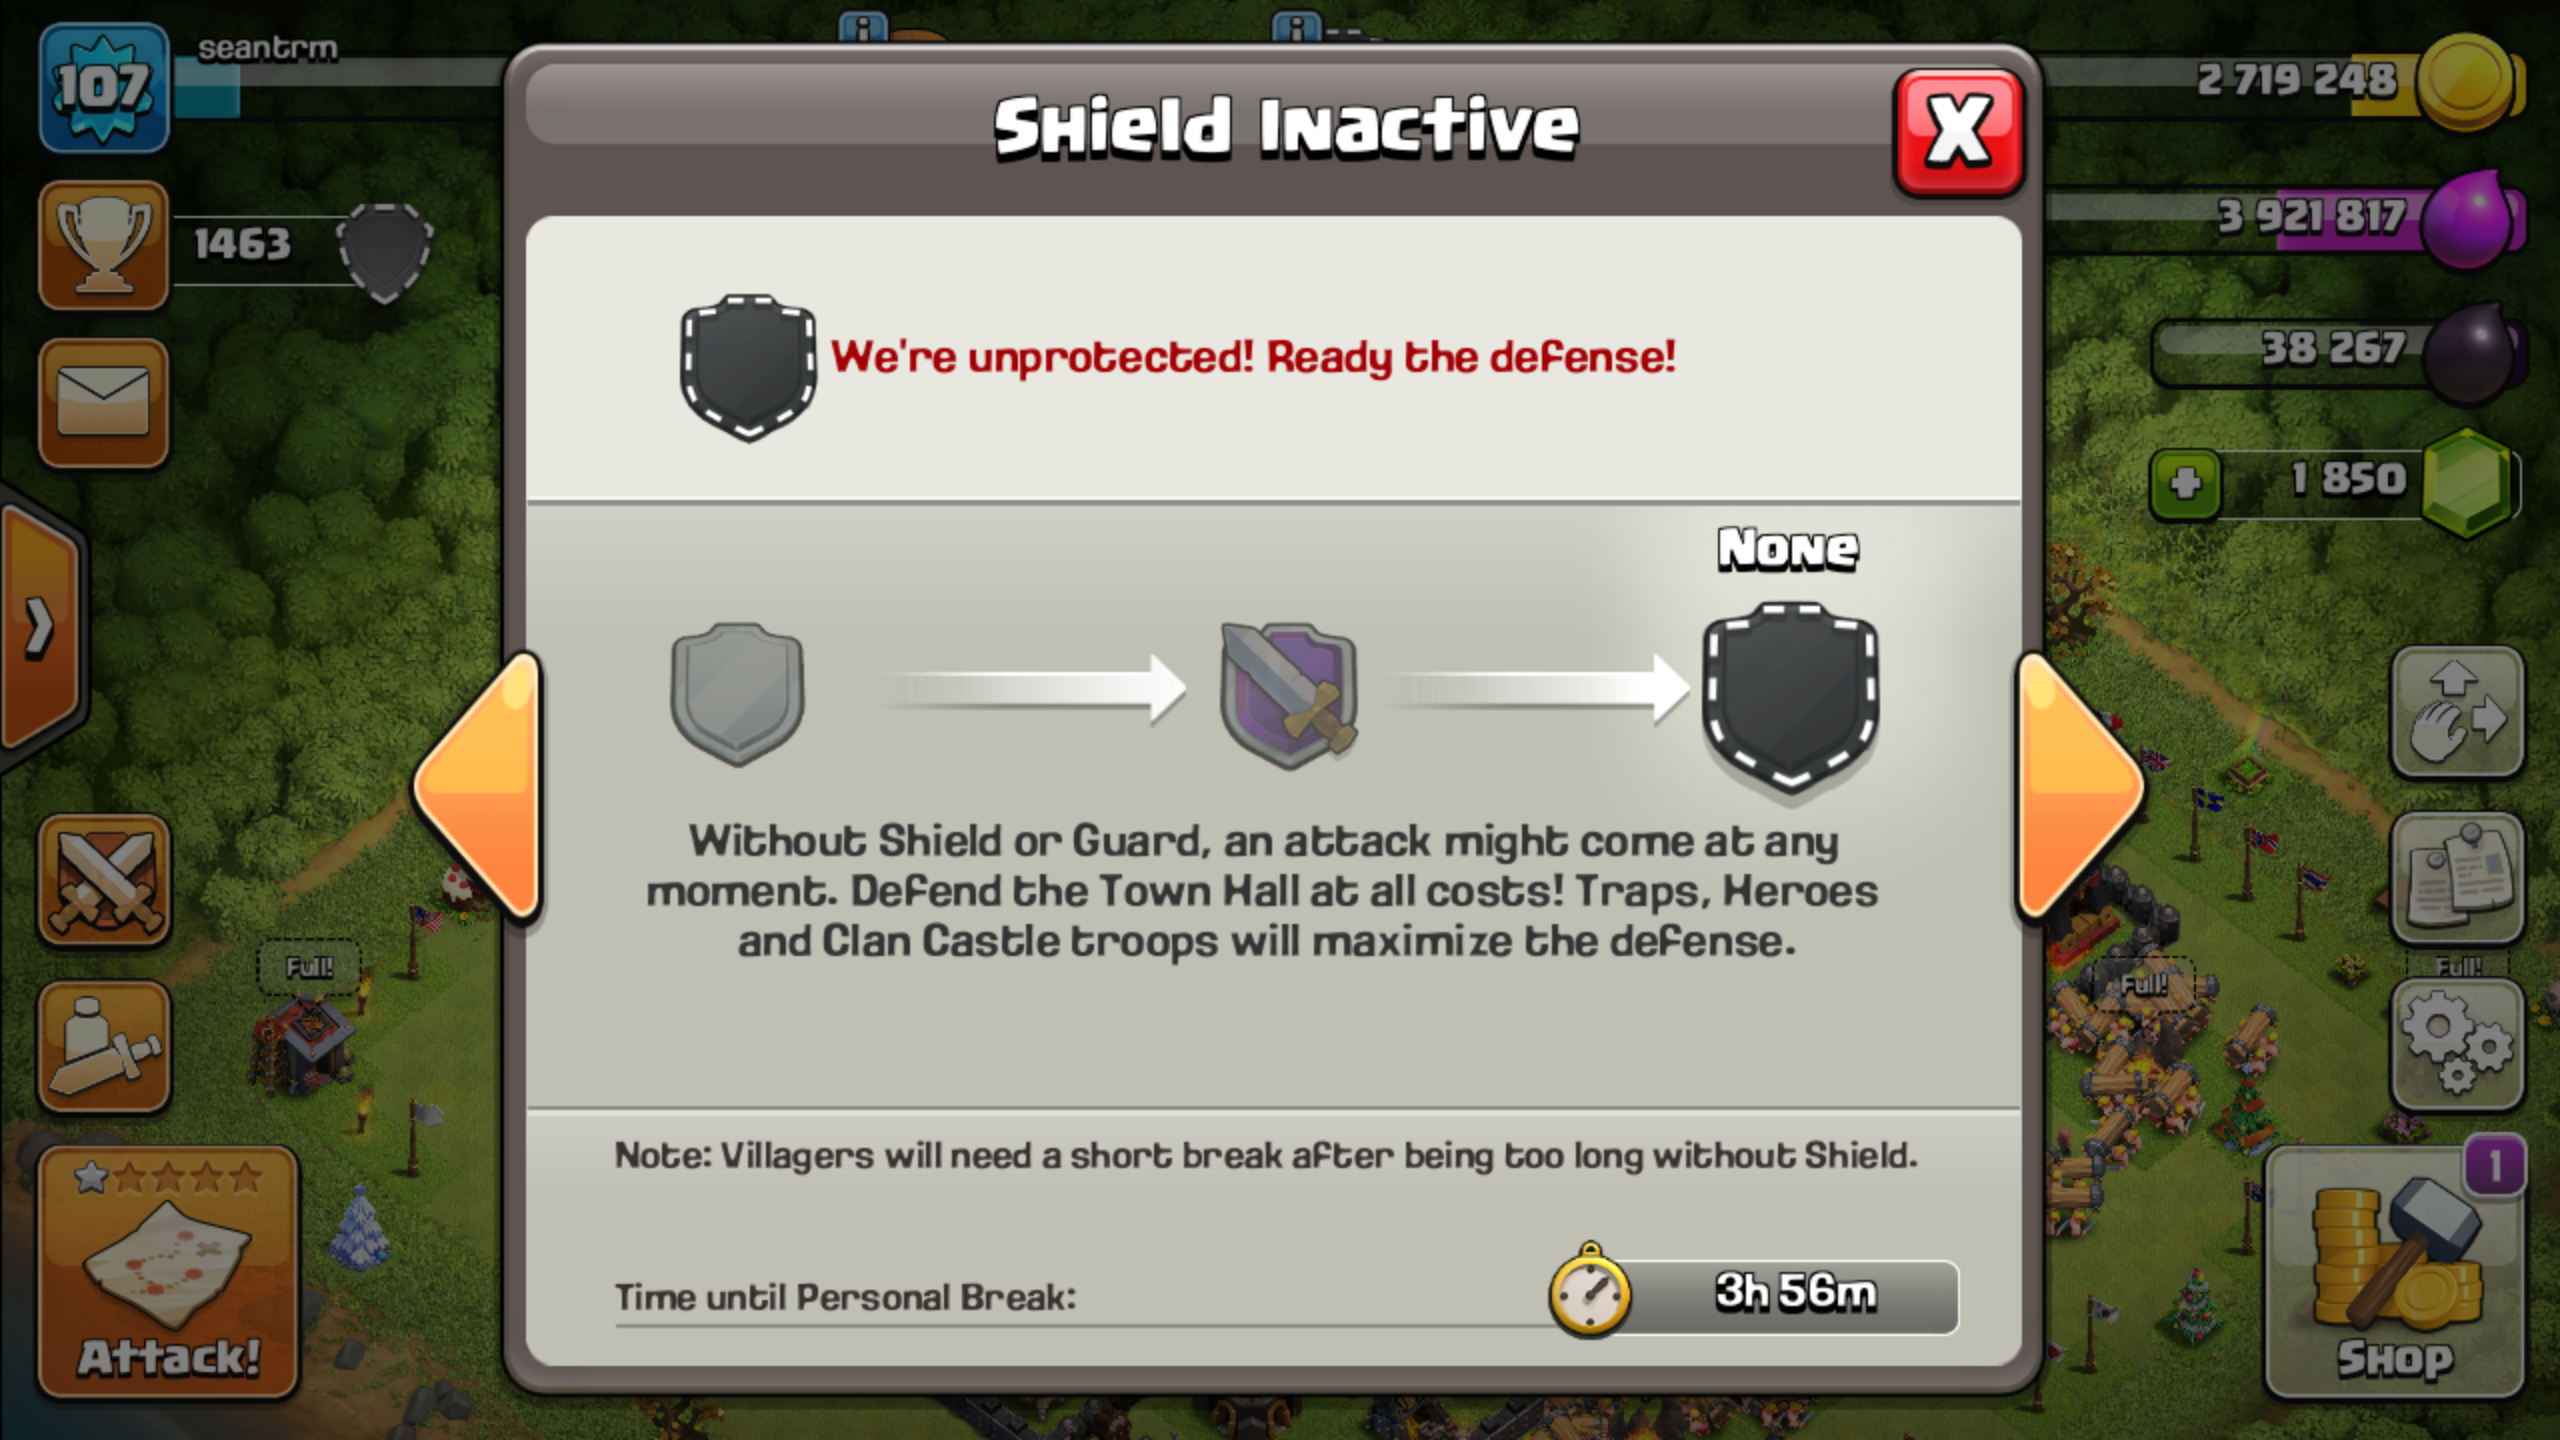 107
seantrm
1463
2 719 248
3 921 817
38 267
1 850
Shield Inactive
X
We're unprotected! Ready the defense!
None
Without Shield or Guard, an attack might come at any
moment. Defend the Town Hall at all costs! Traps, Heroes
and Clan Castle troops will maximize the defense.
Note: Villagers will need a short break after being too long without Shield.
Time until Personal Break:
3h 56m
Full!
Full!
Full!
Attack!
1
Shop